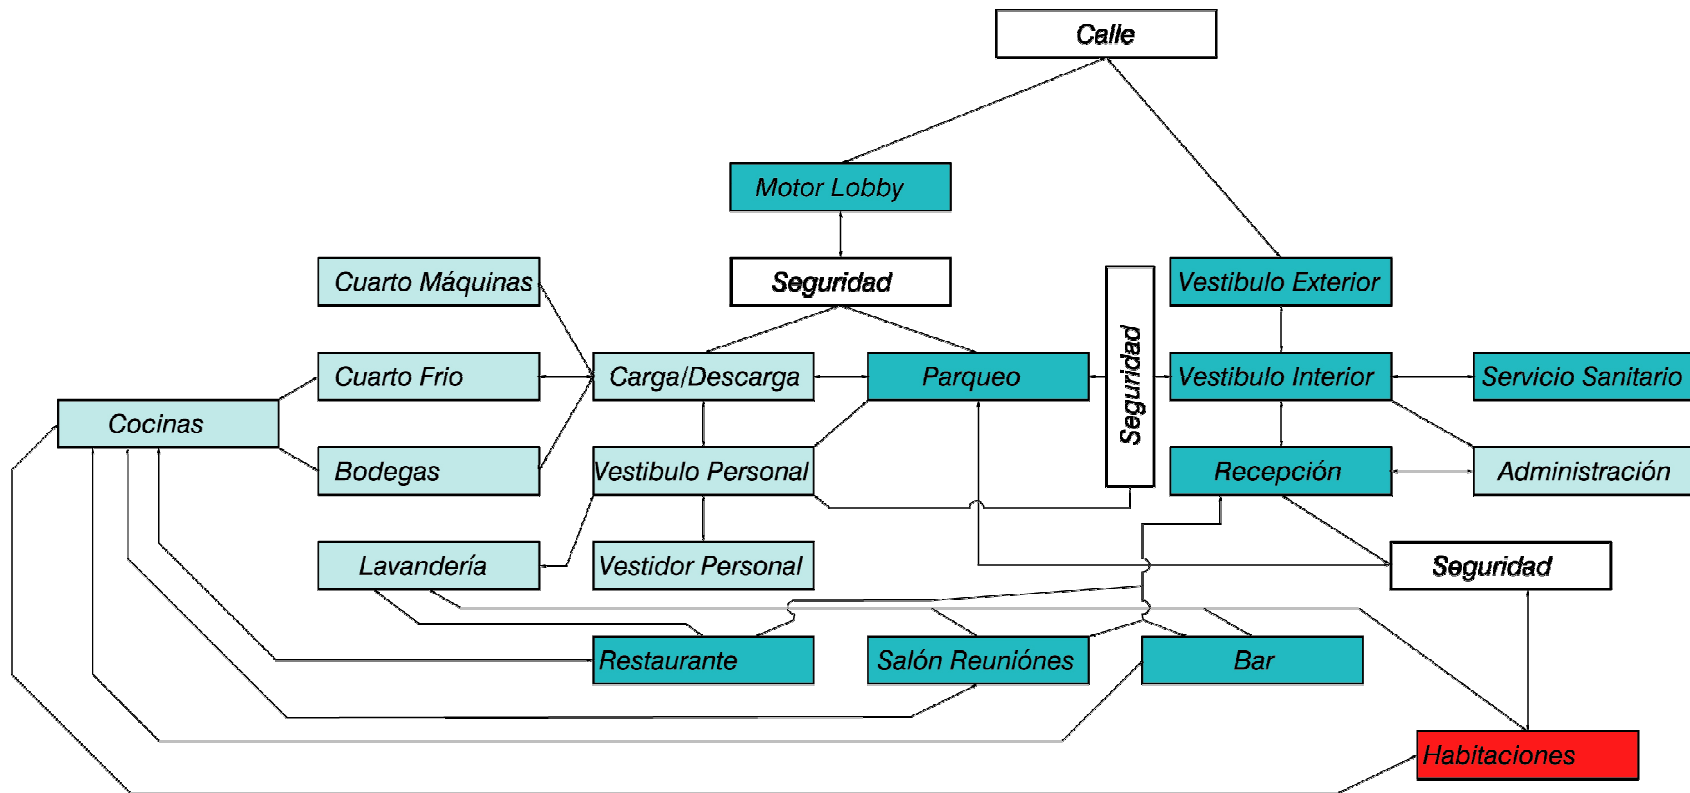 Calle
Motor Lobby
Cuarto Máquinas
Seguridad
Vestibulo Exterior
Seguridad
Cuarto Frio
Carga/Descarga
Parqueo
Vestibulo Interior
Servicio Sanitario
Cocinas
Bodegas
Vestibulo Personal
Recepción
Administración
Lavandería
Vestidor Personal
Seguridad
Restaurante
Salón Reuniónes
Bar
Habitaciones